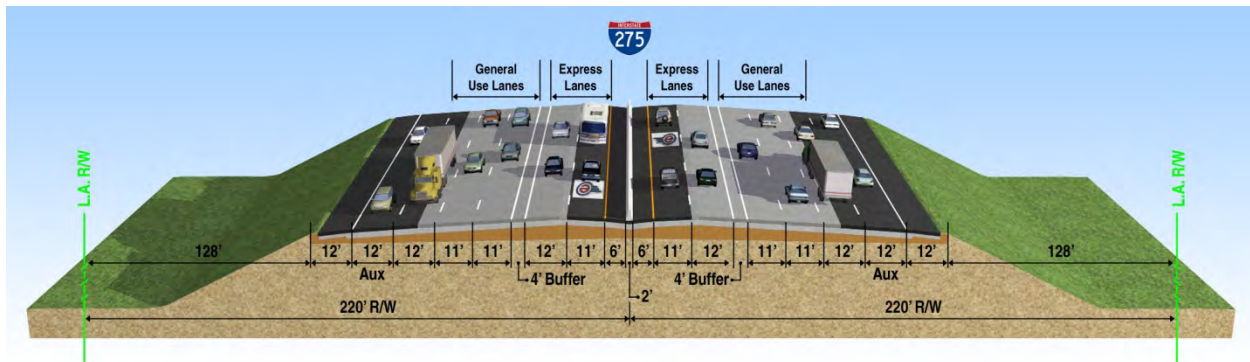 INTERSTATE
275
General
Use Lanes
Express
Lanes
Express
Lanes
General
Use Lanes
L.A. R/W
L.A. R/W
128'
12'
12'
12'
11'
11'
12'
11'
6'
6'
11'
12'
11'
11'
12'
12'
12'
128'
Aux
4' Buffer
4' Buffer
Aux
2'
220' R/W
220' R/W